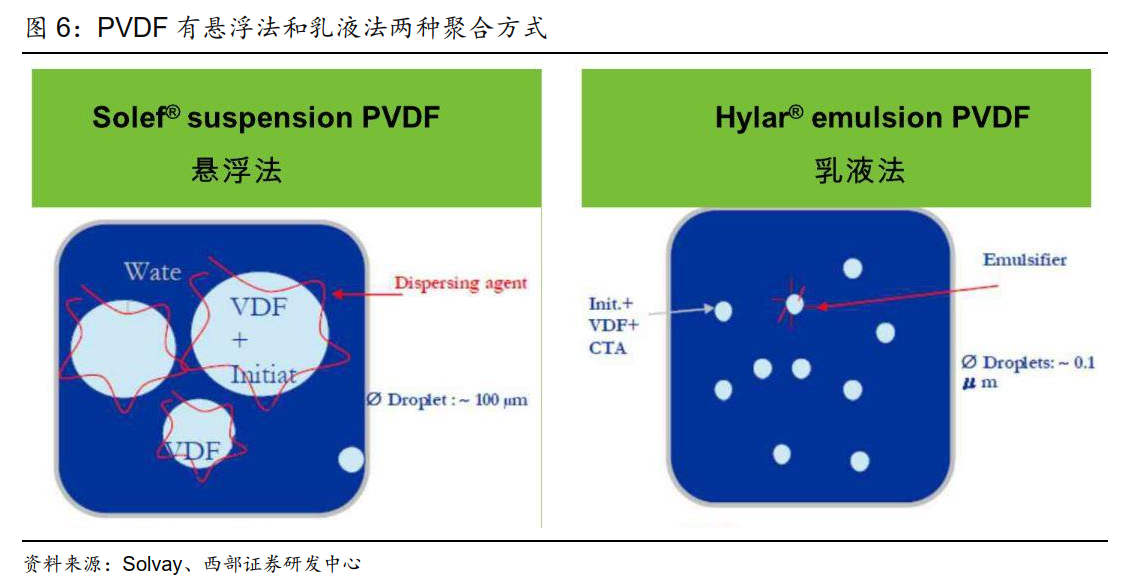 图 6：PVDF 有悬浮法和乳液法两种聚合方式
Solef® suspension PVDF
悬浮法
Wate
VDF
+
Initiat
VDF
Dispersing agent
Ø Droplet : ~ 100 µm
Hylar® emulsion PVDF
乳液法
Init.+
VDF+
CTA
Emulsifier
Ø Droplets: ~ 0.1
µ m
资料来源：Solvay、西部证券研发中心